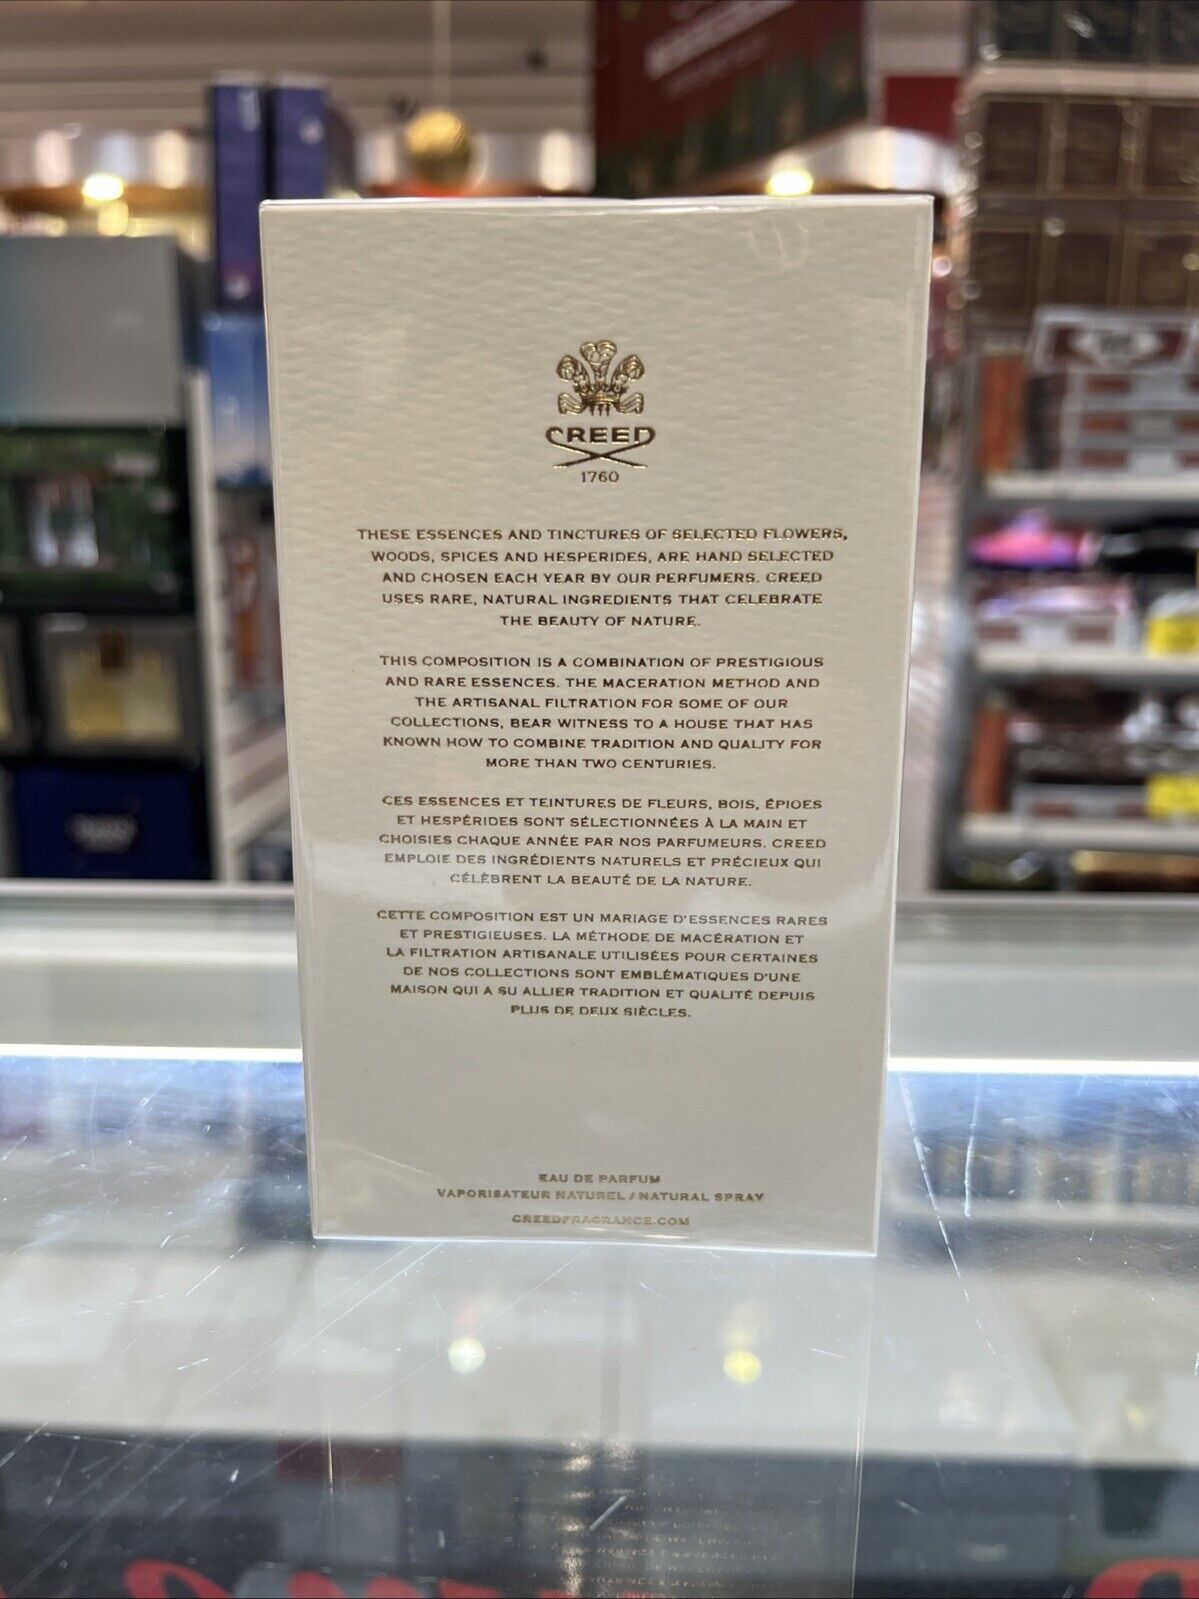 CREED
1760
THESE ESSENCES AND TINCTURES OF SELECTED FLOWERS,
WOODS, SPICES AND HESPERIDES, ARE HAND SELECTED
AND CHOSEN EACH YEAR BY OUR PERFUMERS. CREED
USES RARE, NATURAL INGREDIENTS THAT CELEBRATE
THE BEAUTY OF NATURE.
THIS COMPOSITION IS A COMBINATION OF PRESTIGIOUS
AND RARE ESSENCES. THE MACERATION METHOD AND
THE ARTISANAL FILTRATION FOR SOME OF OUR
COLLECTIONS, BEAR WITNESS TO A HOUSE THAT HAS
KNOWN HOW TO COMBINE TRADITION AND QUALITY FOR
MORE THAN TWO CENTURIES.
CES ESSENCES ET TEINTURES DE FLEURS, BOIS, ÉPICES
ET HESPÉRIDES SONT SÉLECTIONNÉES À LA MAIN ET
CHOISIES CHAQUE ANNÉE PAR NOS PARFUMEURS. CREED
EMPLOIE DES INGRÉDIENTS NATURELS ET PRÉCIEUX QUI
CÉLÈBRENT LA BEAUTÉ DE LA NATURE.
CETTE COMPOSITION EST UN MARIAGE D'ESSENCES RARES
ET PRESTIGIEUSES. LA MÉTHODE DE MACÉRATION ET
LA FILTRATION ARTISANALE UTILISÉES POUR CERTAINES
DE NOS COLLECTIONS SONT EMBLÉMATIQUES D'UNE
MAISON QUI A SU ALLIER TRADITION ET QUALITÉ DEPUIS
PLUS DE DEUX SIÈCLES.
EAU DE PARFUM
VAPORISATEUR NATUREL / NATURAL SPRAY
CREEDFRAGRANCE.COM